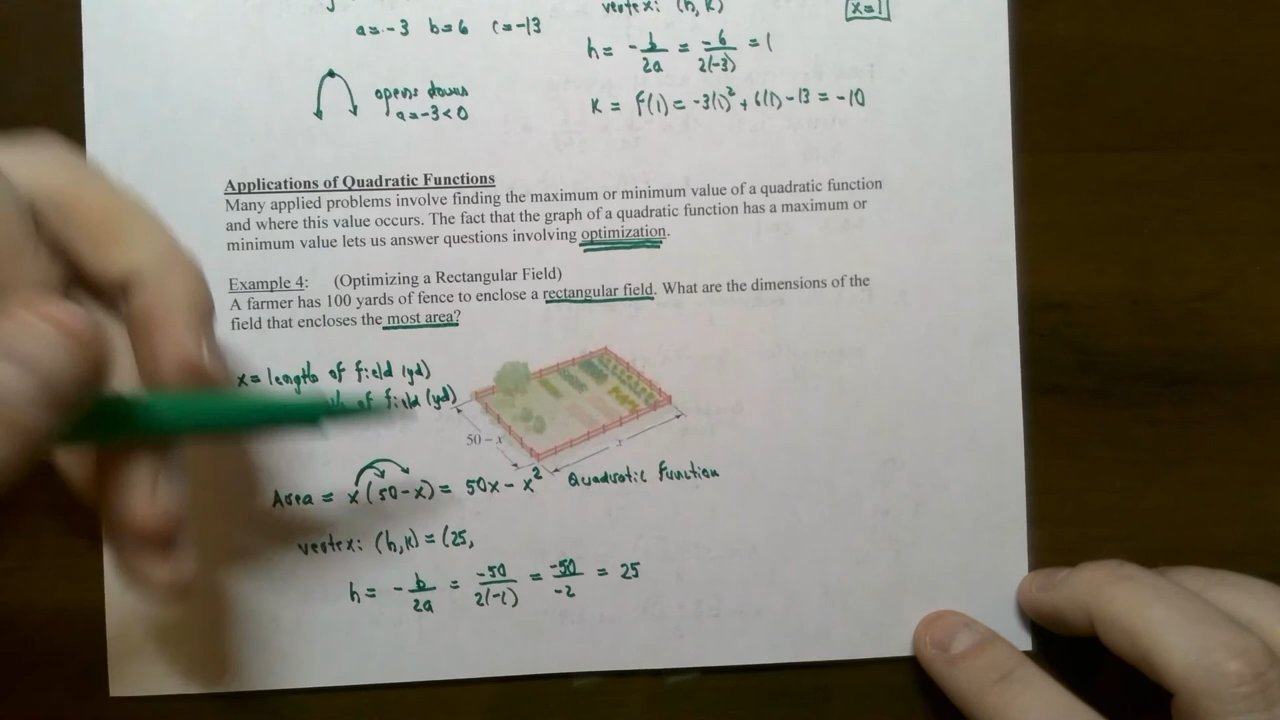 vertex: (h, k)
x=1
a=-3 b=6 c=-13
h= -b/2a = -6/2(-3) = 1
opens down
a=-3<0
K = f(1) = -3(1)² + 6(1) - 13 = -10
Applications of Quadratic Functions
Many applied problems involve finding the maximum or minimum value of a quadratic function
and where this value occurs. The fact that the graph of a quadratic function has a maximum or
minimum value lets us answer questions involving optimization.
Example 4: (Optimizing a Rectangular Field)
A farmer has 100 yards of fence to enclose a rectangular field. What are the dimensions of the
field that encloses the most area?
x= length of field (yd)
of field (yd)
50 – x
x
Area = x(50-x) = 50x - x² Quadratic Function
vertex: (h,k) = (25,
h= -b/2a = -50/2(-1) = -50/-2 = 25